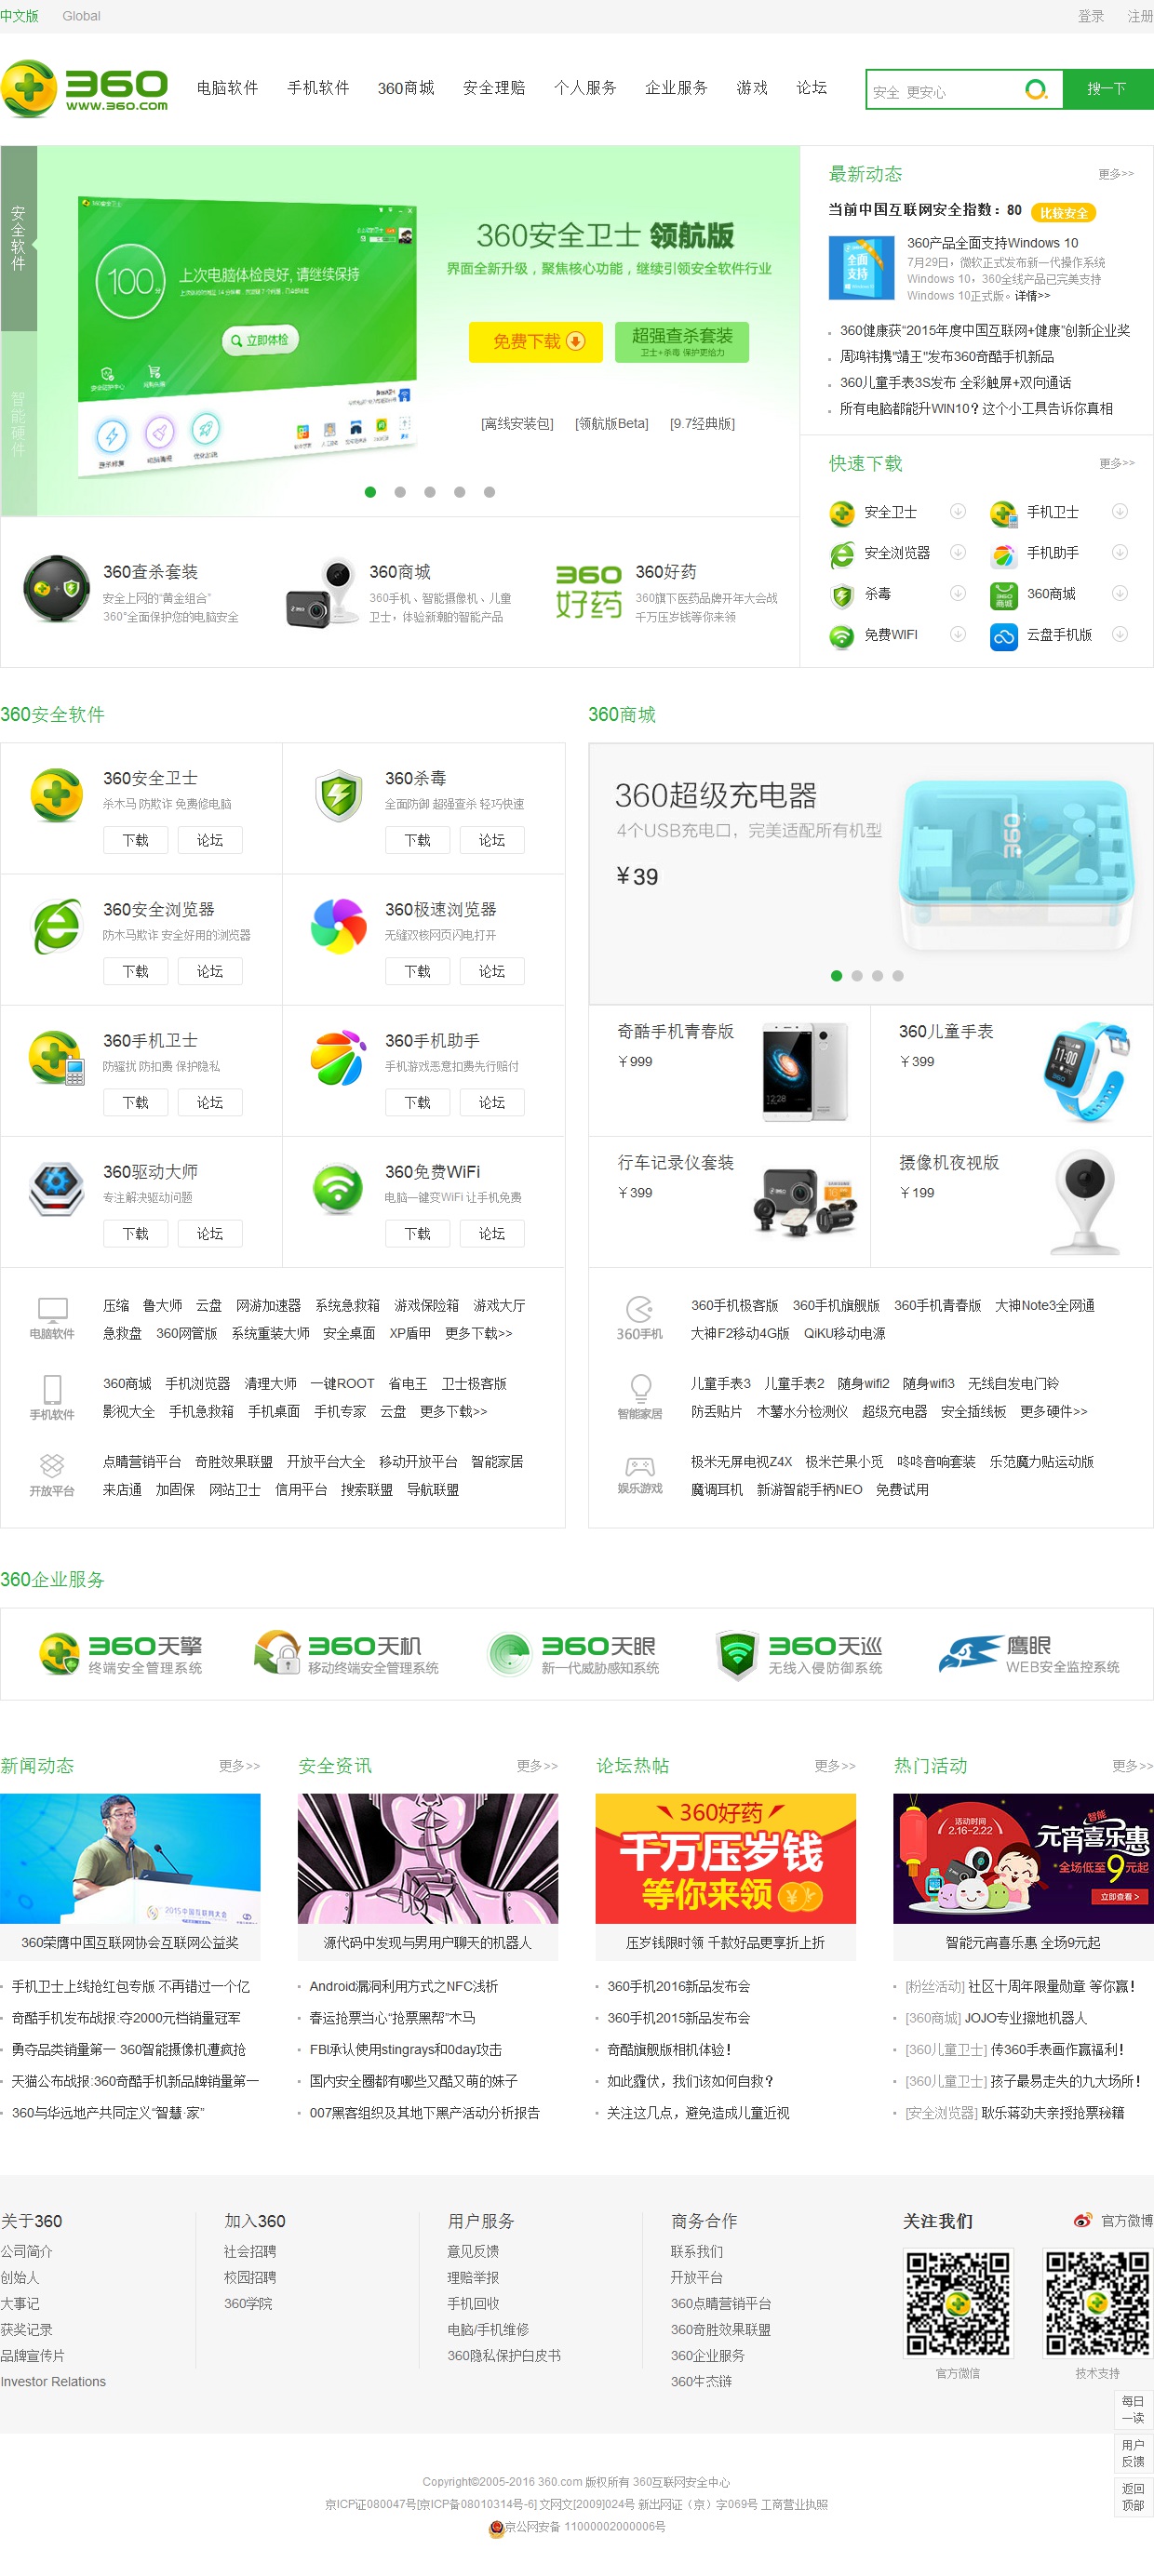 中文版 Global 登录 注册
360 www.360.com
电脑软件 手机软件 360商城 安全理赔 个人服务 企业服务 游戏 论坛
安全 更安心 搜一下
安全软件
智能硬件
360安全卫士
100
上次电脑体检良好,请继续保持
立即体检
360安全卫士 领航版
界面全新升级，聚焦核心功能，继续引领安全软件行业
免费下载
超强查杀套装
卫士+杀毒 保护更给力
[离线安装包] [领航版Beta] [9.7经典版]
最新动态 更多>>
当前中国互联网安全指数：80 比较安全
全面支持
360产品全面支持Windows 10
7月29日，微软正式发布新一代操作系统
Windows 10，360全线产品已完美支持
Windows 10正式版。详情>>
360健康获“2015年度中国互联网+健康”创新企业奖
周鸿祎携“靖王”发布360奇酷手机新品
360儿童手表3S发布 全彩触屏+双向通话
所有电脑都能升WIN10？这个小工具告诉你真相
快速下载 更多>>
安全卫士 手机卫士
安全浏览器 手机助手
杀毒 360商城
免费WIFI 云盘手机版
360查杀套装
安全上网的“黄金组合”
360°全面保护您的电脑安全
360商城
360手机、智能摄像机、儿童
卫士，体验新潮的智能产品
360好药
360好药
360旗下医药品牌开年大会战
千万压岁钱等你来领
360安全软件
360安全卫士
杀木马 防欺诈 免费修电脑
下载 论坛
360杀毒
全面防御 超强查杀 轻巧快速
下载 论坛
360安全浏览器
防木马欺诈 安全好用的浏览器
下载 论坛
360极速浏览器
无缝双核网页闪电打开
下载 论坛
360手机卫士
防骚扰 防扣费 保护隐私
下载 论坛
360手机助手
手机游戏恶意扣费先行赔付
下载 论坛
360驱动大师
专注解决驱动问题
下载 论坛
360免费WiFi
电脑一键变WiFi 让手机免费
下载 论坛
电脑软件
压缩 鲁大师 云盘 网游加速器 系统急救箱 游戏保险箱 游戏大厅
急救盘 360网管版 系统重装大师 安全桌面 XP盾甲 更多下载>>
手机软件
360商城 手机浏览器 清理大师 一键ROOT 省电王 卫士极客版
影视大全 手机急救箱 手机桌面 手机专家 云盘 更多下载>>
开放平台
点睛营销平台 奇胜效果联盟 开放平台大全 移动开放平台 智能家居
来店通 加固保 网站卫士 信用平台 搜索联盟 导航联盟
360商城
360超级充电器
4个USB充电口，完美适配所有机型
￥39
奇酷手机青春版
￥999
360儿童手表
￥399
行车记录仪套装
￥399
摄像机夜视版
￥199
360手机
360手机极客版 360手机旗舰版 360手机青春版 大神Note3全网通
大神F2移动4G版 QiKU移动电源
智能家居
儿童手表3 儿童手表2 随身wifi2 随身wifi3 无线自发电门铃
防丢贴片 木薯水分检测仪 超级充电器 安全插线板 更多硬件>>
娱乐游戏
极米无屏电视Z4X 极米芒果小觅 咚咚音响套装 乐范魔力贴运动版
魔调耳机 新游智能手柄NEO 免费试用
360企业服务
360天擎
终端安全管理系统
360天机
移动终端安全管理系统
360天眼
新一代威胁感知系统
360天巡
无线入侵防御系统
鹰眼
WEB安全监控系统
新闻动态 更多>>
2015中国互联网大会
360荣膺中国互联网协会互联网公益奖
手机卫士上线抢红包专版 不再错过一个亿
奇酷手机发布战报:夺2000元档销量冠军
勇夺品类销量第一 360智能摄像机遭疯抢
天猫公布战报:360奇酷手机新品牌销量第一
360与华远地产共同定义“智慧·家”
安全资讯 更多>>
源代码中发现与男用户聊天的机器人
Android漏洞利用方式之NFC浅析
春运抢票当心“抢票黑帮”木马
FBI承认使用stingrays和0day攻击
国内安全圈都有哪些又酷又萌的妹子
007黑客组织及其地下黑产活动分析报告
论坛热帖 更多>>
360好药
千万压岁钱
等你来领
压岁钱限时领 千款好品更享折上折
360手机2016新品发布会
360手机2015新品发布会
奇酷旗舰版相机体验！
如此霾伏，我们该如何自救？
关注这几点，避免造成儿童近视
热门活动 更多>>
活动时间
2.16-2.22
智能
元宵喜乐惠
全场低至9元起
立即查看 >
智能元宵喜乐惠 全场9元起
[粉丝活动] 社区十周年限量勋章 等你赢！
[360商城] JOJO专业擦地机器人
[360儿童卫士] 传360手表画作赢福利！
[360儿童卫士] 孩子最易走失的九大场所！
[安全浏览器] 耿乐蒋劲夫亲授抢票秘籍
关于360
公司简介
创始人
大事记
获奖记录
品牌宣传片
Investor Relations
加入360
社会招聘
校园招聘
360学院
用户服务
意见反馈
理赔举报
手机回收
电脑/手机维修
360隐私保护白皮书
商务合作
联系我们
开放平台
360点睛营销平台
360奇胜效果联盟
360企业服务
360生态链
关注我们 官方微博
官方微信 技术支持
每日一读
用户反馈
返回顶部
Copyright©2005-2016 360.com 版权所有 360互联网安全中心
京ICP证080047号[京ICP备08010314号-6] 文网文[2009]024号 新出网证（京）字069号 工商营业执照
京公网安备 11000002000006号